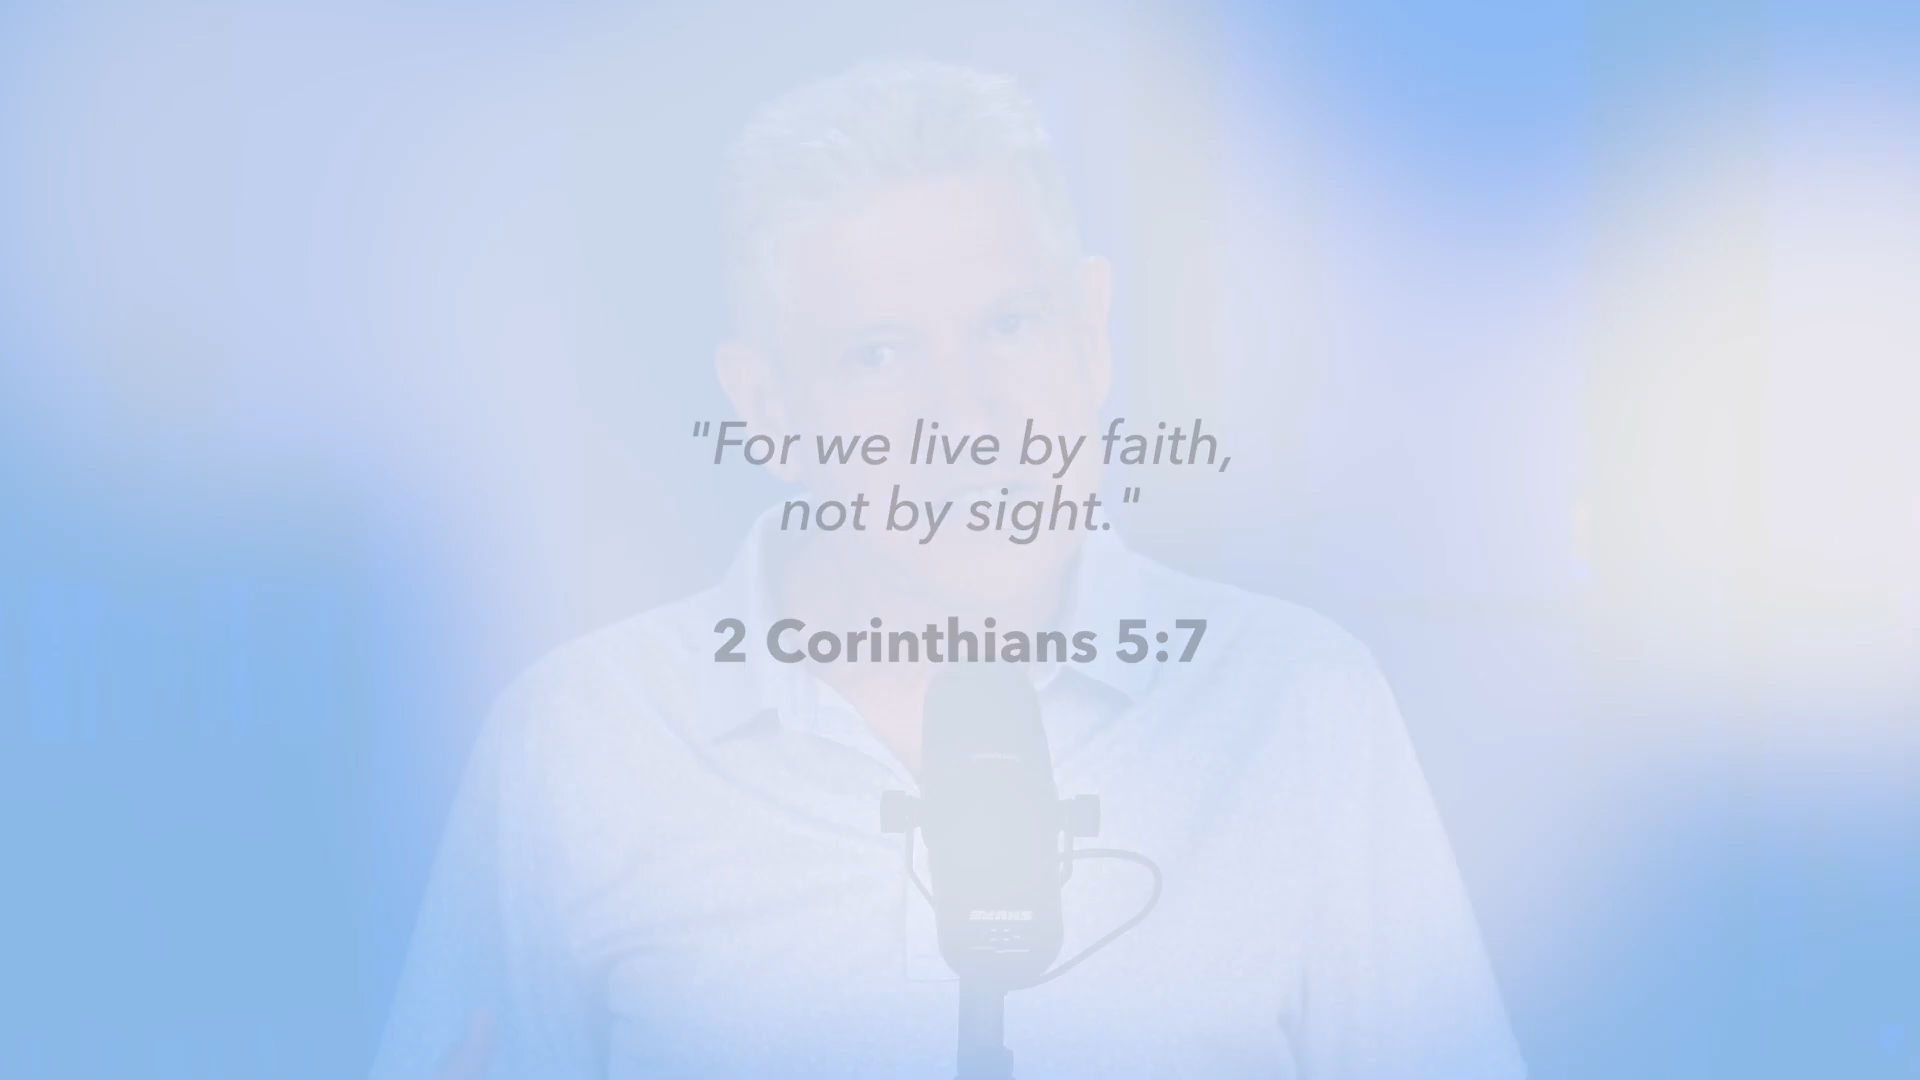 "For we live by faith,
not by sight."
2 Corinthians 5:7